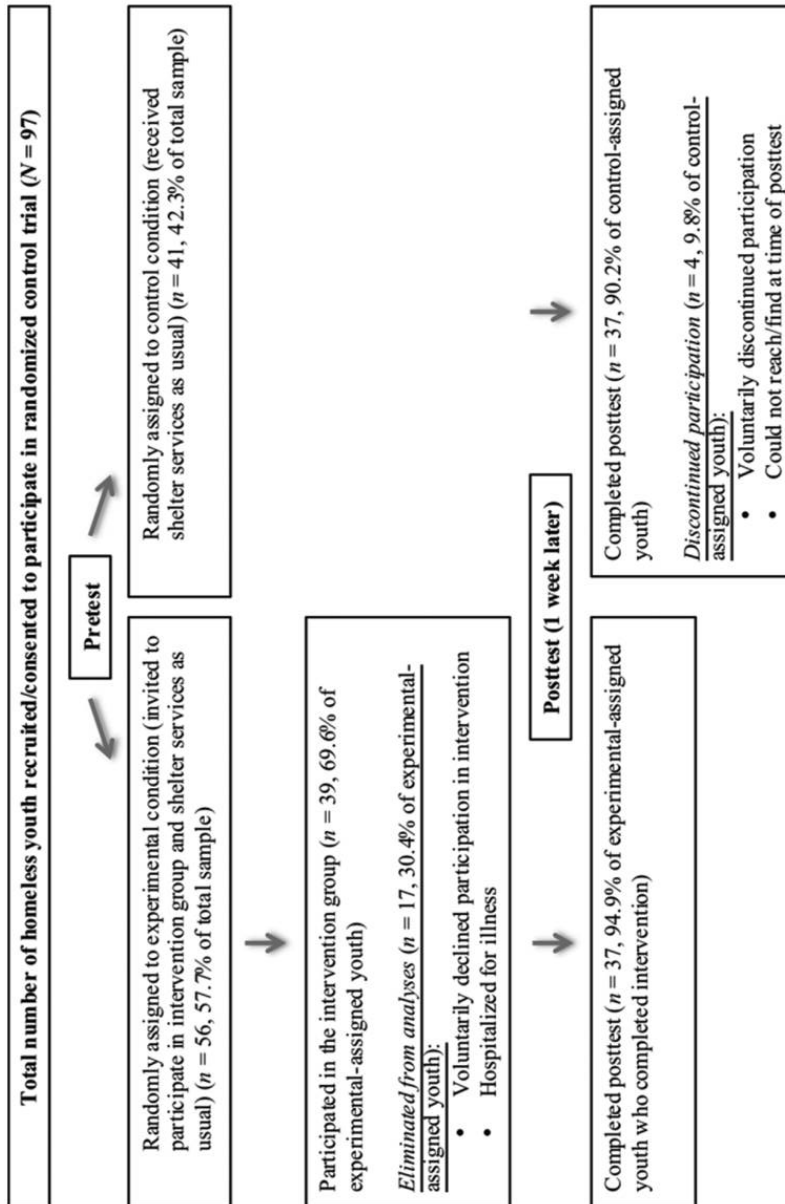 Total number of homeless youth recruited/consented to participate in randomized control trial (N = 97)
Pretest
Randomly assigned to experimental condition (invited to
participate in intervention group and shelter services as
usual) (n = 56, 57.7% of total sample)
Randomly assigned to control condition (received
shelter services as usual) (n = 41, 42.3% of total sample)
Participated in the intervention group (n = 39, 69.6% of
experimental-assigned youth)
Eliminated from analyses (n = 17, 30.4% of experimental-
assigned youth):
• Voluntarily declined participation in intervention
• Hospitalized for illness
Posttest (1 week later)
Completed posttest (n = 37, 94.9% of experimental-assigned
youth who completed intervention)
Completed posttest (n = 37, 90.2% of control-assigned
youth)
Discontinued participation (n = 4, 9.8% of control-
assigned youth):
• Voluntarily discontinued participation
• Could not reach/find at time of posttest